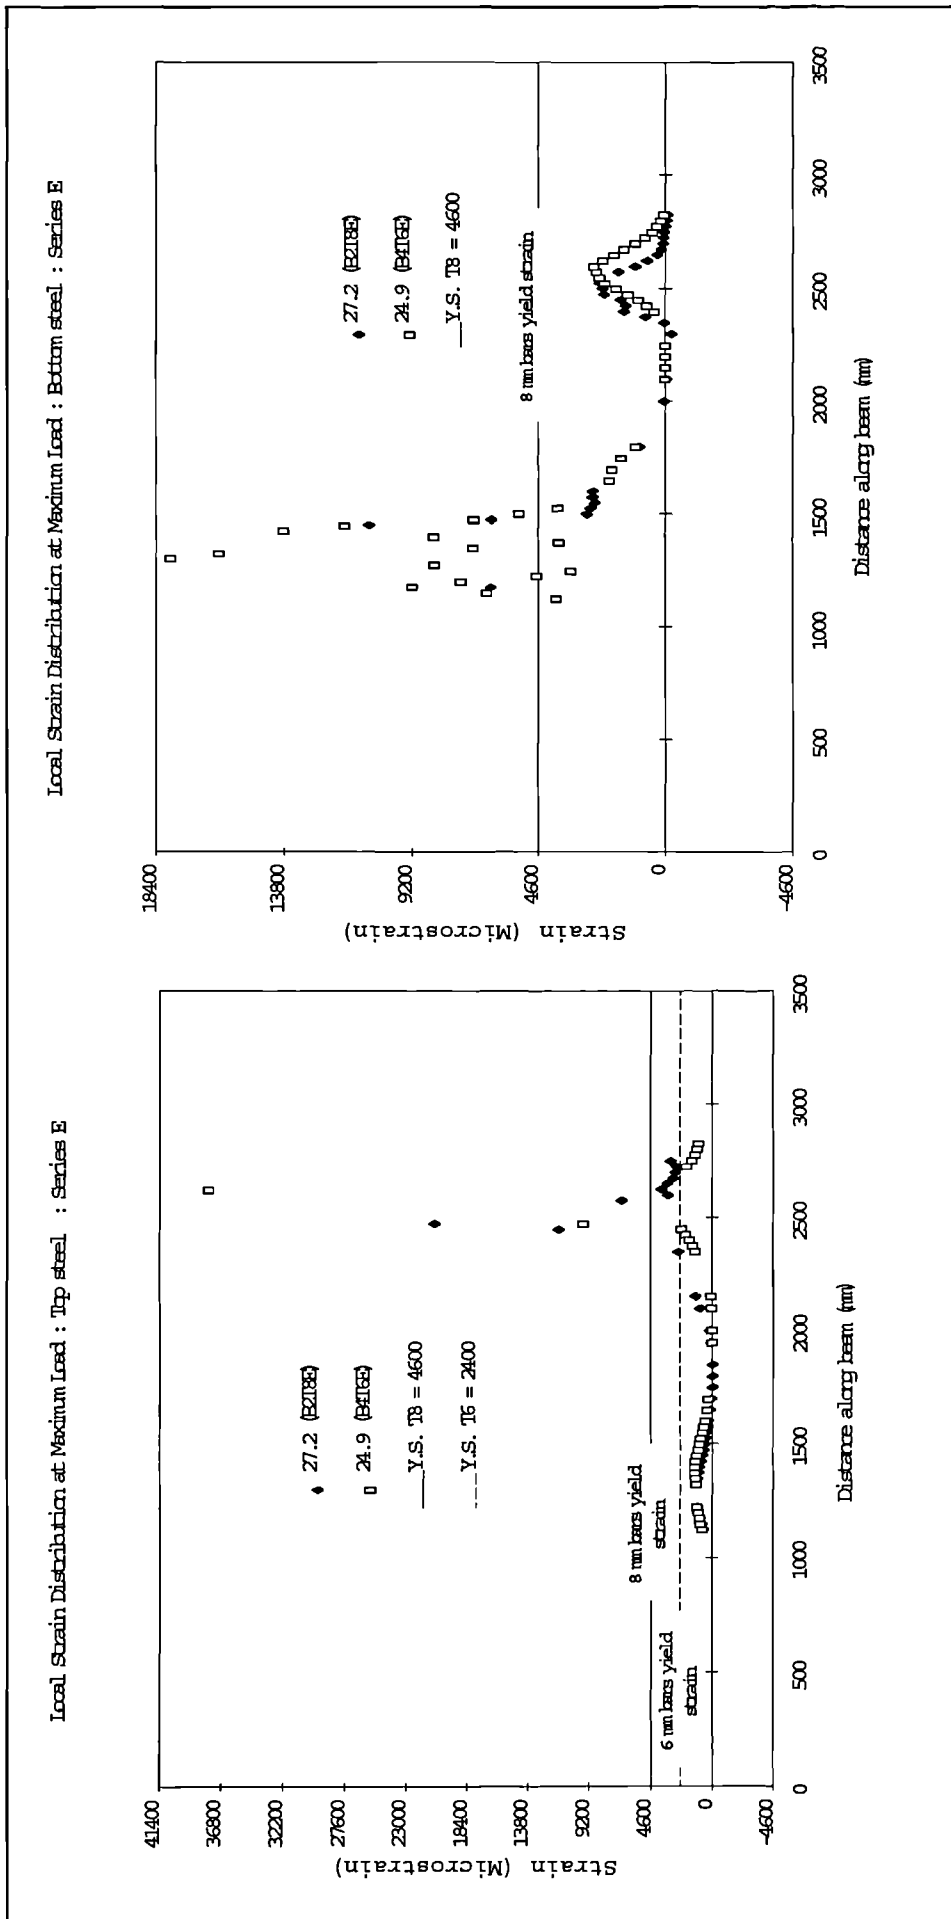 Local Strain Distribution at Maximum Load : Top steel : Series E
Strain (Microstrain)
41400
36800
32200
27600
23000
18400
13800
9200
4600
0
-4600
27.2 (B2T8E)
24.9 (B4T6E)
Y.S. T8 = 4600
Y.S. T6 = 2400
8 mm bars yield
strain
6 mm bars yield
strain
0
500
1000
1500
2000
2500
3000
3500
Distance along beam (mm)
Local Strain Distribution at Maximum Load : Bottom steel : Series E
Strain (Microstrain)
18400
13800
9200
4600
0
-4600
27.2 (B2T8E)
24.9 (B4T6E)
Y.S. T8 = 4600
8 mm bars yield strain
0
500
1000
1500
2000
2500
3000
3500
Distance along beam (mm)